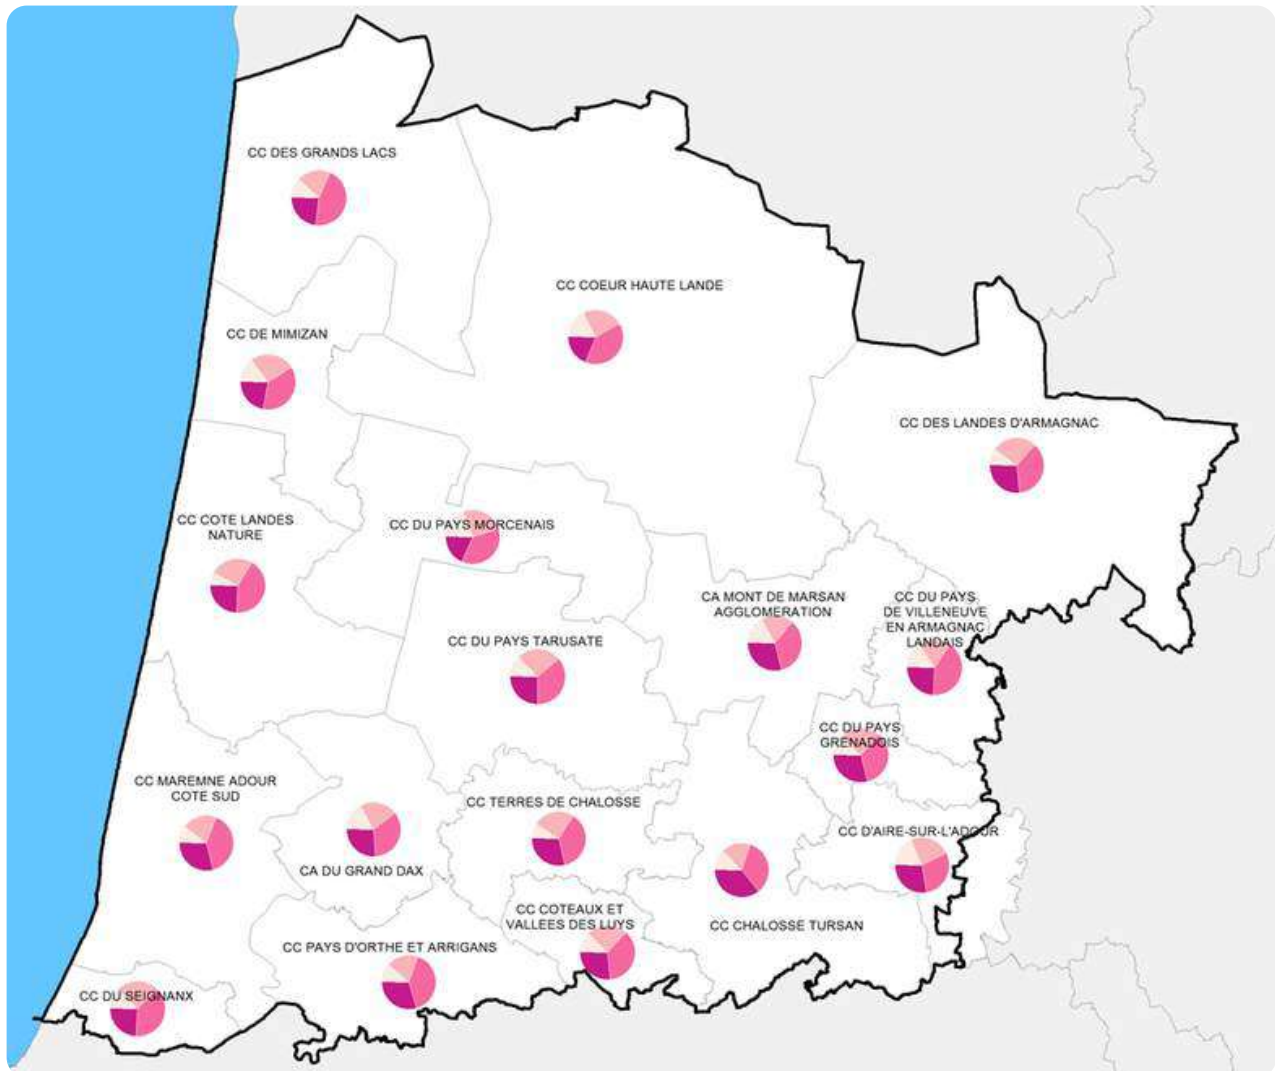 CC DES GRANDS LACS
CC COEUR HAUTE LANDE
CC DE MIMIZAN
CC DES LANDES D'ARMAGNAC
CC COTE LANDES
NATURE
CC DU PAYS MORCENAIS
CA MONT DE MARSAN
AGGLOMERATION
CC DU PAYS
DE VILLENEUVE
EN ARMAGNAC
LANDAIS
CC DU PAYS TARUSATE
CC DU PAYS
GRENADOIS
CC MAREMNE ADOUR
COTE SUD
CC TERRES DE CHALOSSE
CC D'AIRE-SUR-L'ADOUR
CA DU GRAND DAX
CC COTEAUX ET
VALLEES DES LUYS
CC CHALOSSE TURSAN
CC PAYS D'ORTHE ET ARRIGANS
CC DU SEIGNANX